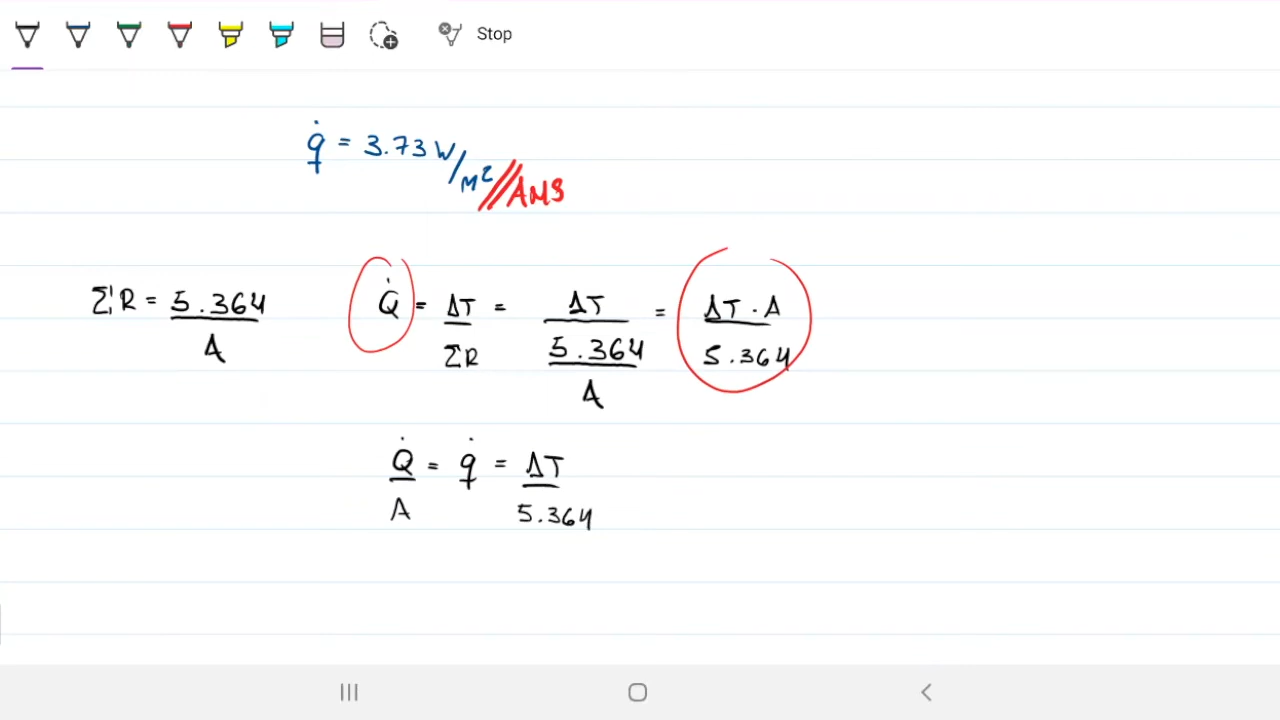 Stop
q̇ = 3.73 W/M² // ANS
ΣR = 5.364/A Q̇ = ΔT/ΣR = ΔT/(5.364/A) = ΔT · A/5.364
Q̇/A = q̇ = ΔT/5.364